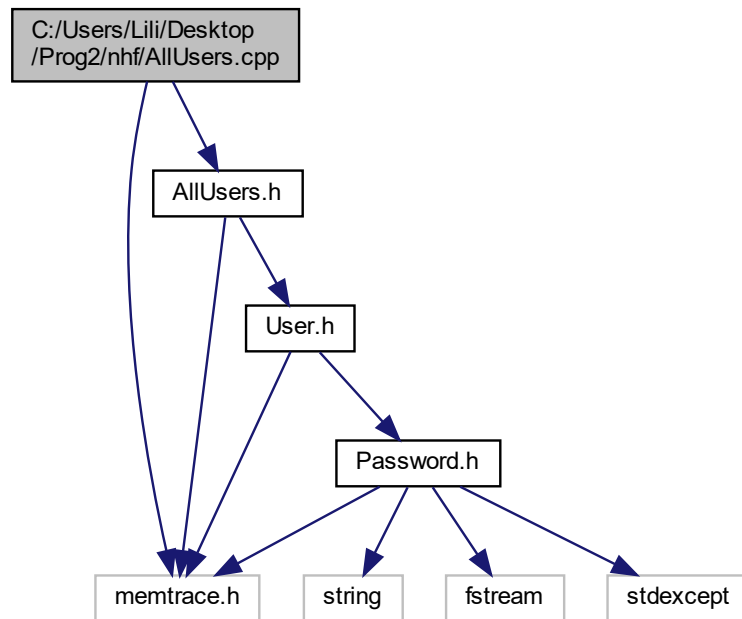 C:/Users/Lili/Desktop
/Prog2/nhf/AllUsers.cpp
AllUsers.h
User.h
Password.h
memtrace.h
string
fstream
stdexcept